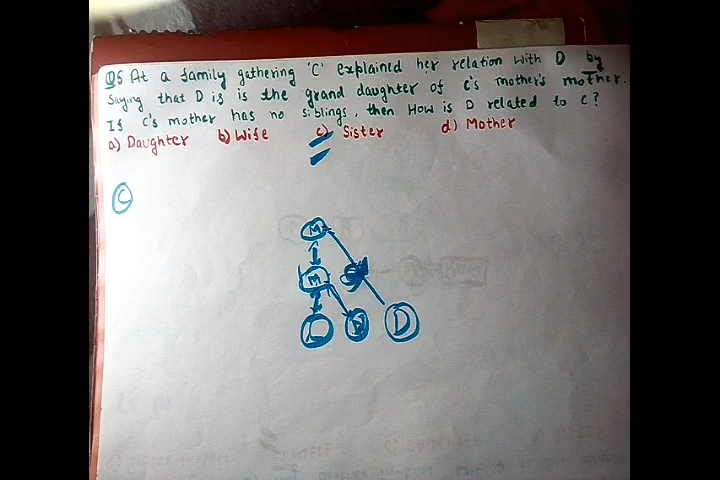 Q5 At a family gathering 'C' explained her relation with D by
Saying that D is is the grand daughter of c's mother's mother.
If c's mother has no siblings, then How is D related to c?
a) Daughter b) Wife c) Sister d) Mother
C
M
M
D